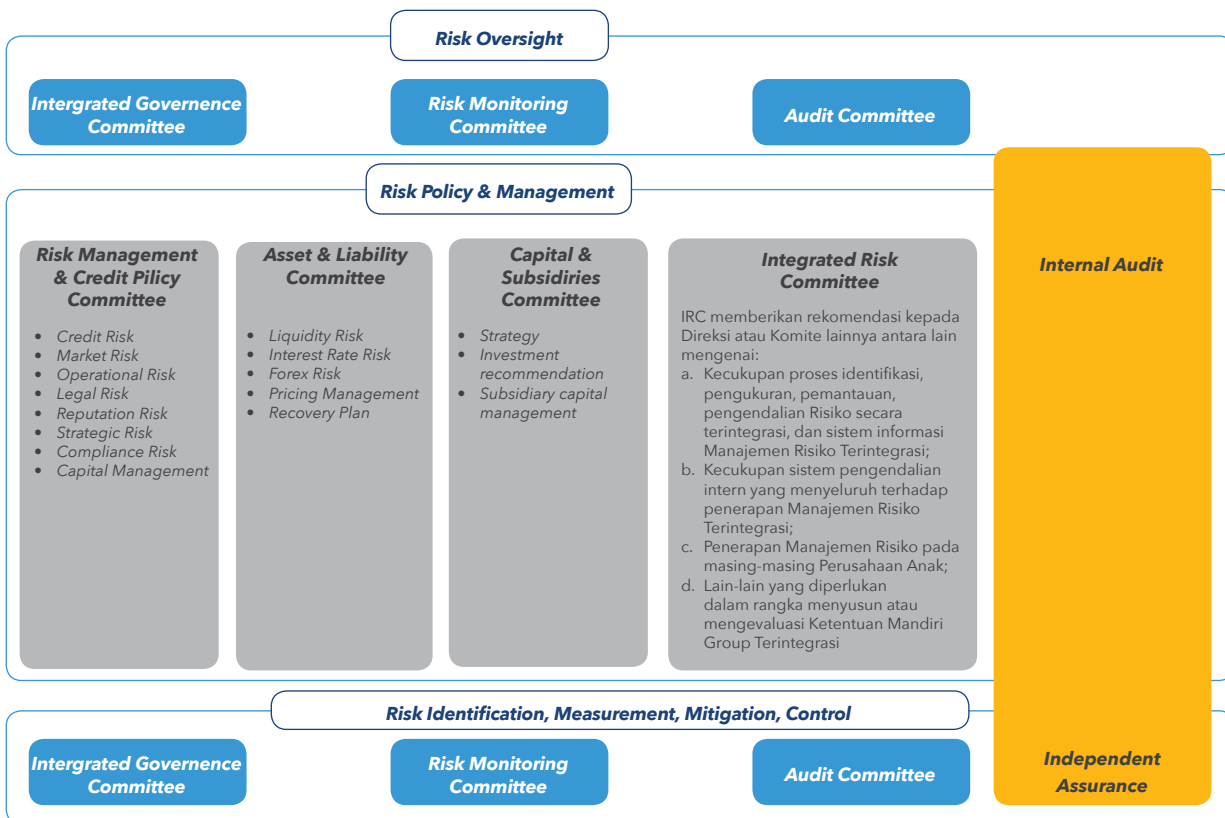 Risk Oversight
Intergrated Governence
Committee
Risk Monitoring
Committee
Audit Committee
Risk Policy & Management
Risk Management
& Credit Pilicy
Committee
• Credit Risk
• Market Risk
• Operational Risk
• Legal Risk
• Reputation Risk
• Strategic Risk
• Compliance Risk
• Capital Management
Asset & Liability
Committee
• Liquidity Risk
• Interest Rate Risk
• Forex Risk
• Pricing Management
• Recovery Plan
Capital &
Subsidiries
Committee
• Strategy
• Investment
recommendation
• Subsidiary capital
management
Integrated Risk
Committee
IRC memberikan rekomendasi kepada
Direksi atau Komite lainnya antara lain
mengenai:
a. Kecukupan proses identifikasi,
pengukuran, pemantauan,
pengendalian Risiko secara
terintegrasi, dan sistem informasi
Manajemen Risiko Terintegrasi;
b. Kecukupan sistem pengendalian
intern yang menyeluruh terhadap
penerapan Manajemen Risiko
Terintegrasi;
c. Penerapan Manajemen Risiko pada
masing-masing Perusahaan Anak;
d. Lain-lain yang diperlukan
dalam rangka menyusun atau
mengevaluasi Ketentuan Mandiri
Group Terintegrasi
Internal Audit
Risk Identification, Measurement, Mitigation, Control
Intergrated Governence
Committee
Risk Monitoring
Committee
Audit Committee
Independent
Assurance